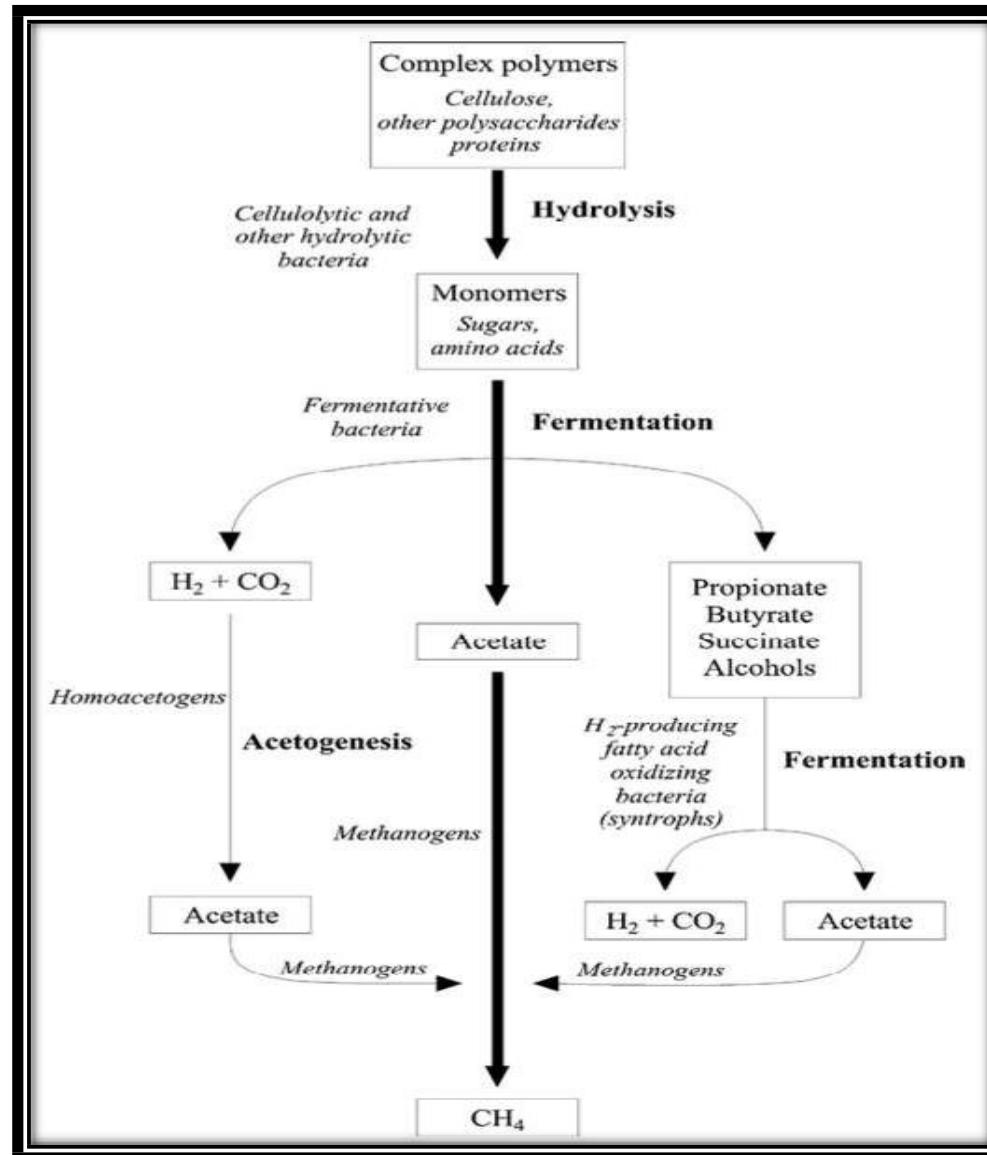 Complex polymers
Cellulose,
other polysaccharides
proteins
Cellulolytic and
other hydrolytic
bacteria
Hydrolysis
Monomers
Sugars,
amino acids
Fermentative
bacteria
Fermentation
H₂ + CO₂
Acetate
Propionate
Butyrate
Succinate
Alcohols
Homoacetogens
Acetogenesis
Methanogens
H₂-producing
fatty acid
oxidizing
bacteria
(syntrophs)
Fermentation
Acetate
H₂ + CO₂
Acetate
Methanogens
Methanogens
CH₄